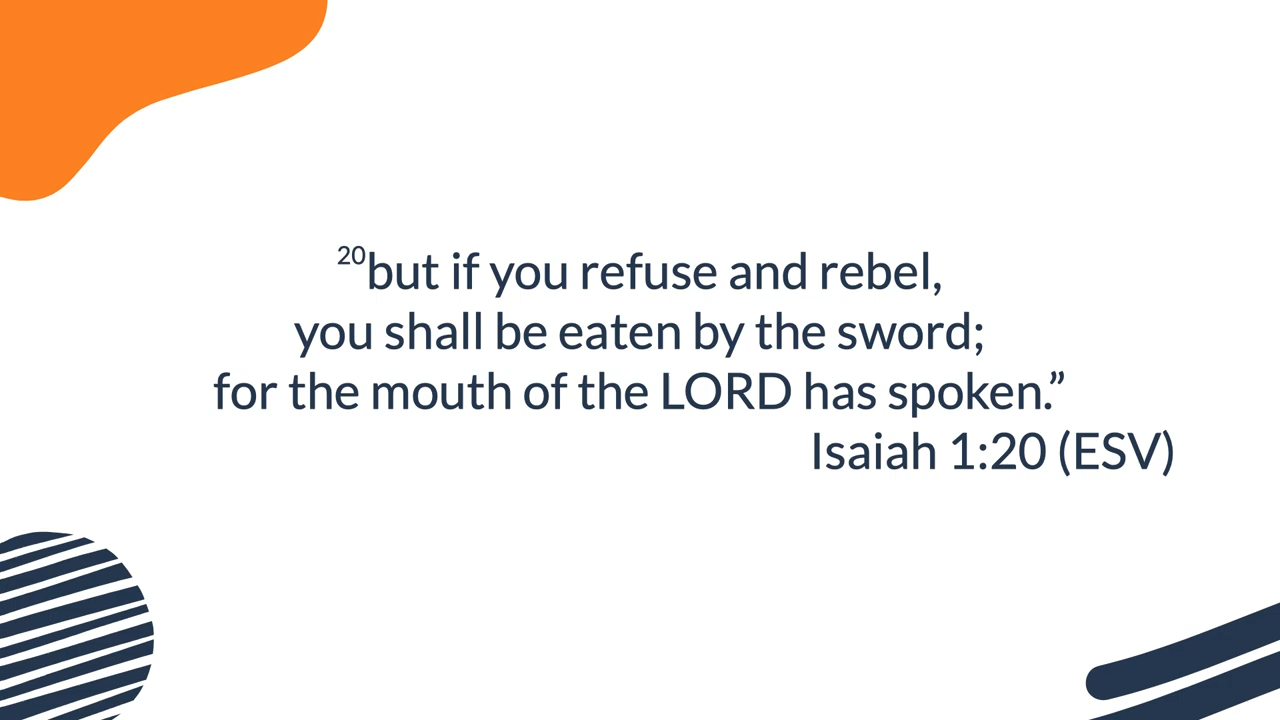 20but if you refuse and rebel,
you shall be eaten by the sword;
for the mouth of the LORD has spoken.”
Isaiah 1:20 (ESV)